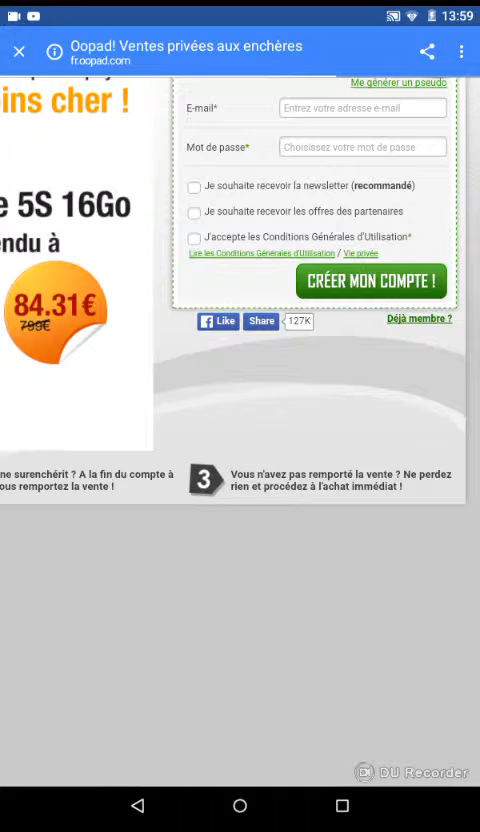 13:59
Oopad! Ventes privées aux enchères
fr.oopad.com
Me générer un pseudo
oins cher !
E-mail*
Entrez votre adresse e-mail
Mot de passe*
Choisissez votre mot de passe
Je souhaite recevoir la newsletter (recommandé)
Je souhaite recevoir les offres des partenaires
J'accepte les Conditions Générales d'Utilisation*
Lire les Conditions Générales d'Utilisation / Vie privée
CRÉER MON COMPTE !
e 5S 16Go
endu à
84.31€
799€
Like Share 127K
Déjà membre ?
ne surenchérit ? A la fin du compte à
ous remportez la vente !
3
Vous n'avez pas remporté la vente ? Ne perdez
rien et procédez à l'achat immédiat !
DU Recorder